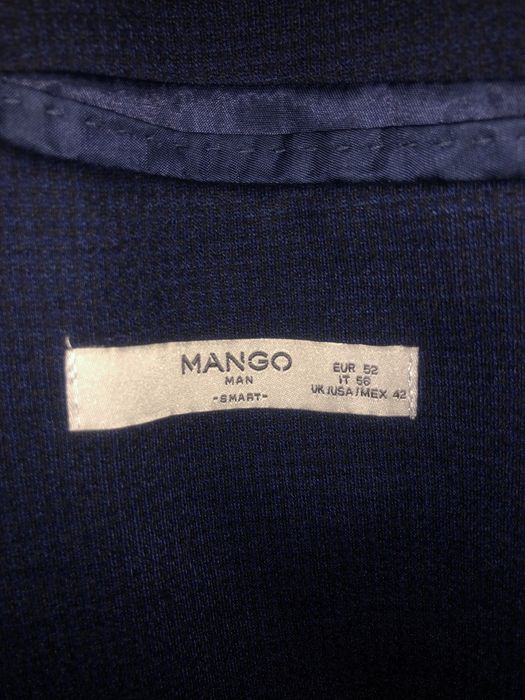 MANGO
MAN
-SMART-
EUR 52
IT 56
UK/USA/MEX 42